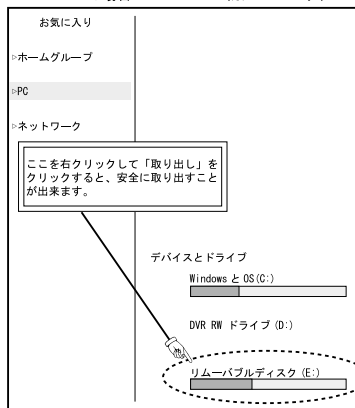 お気に入り
▷ホームグループ
▷PC
▷ネットワーク
ここを右クリックして「取り出し」を
クリックすると、安全に取り出すこと
が出来ます。
デバイスとドライブ
Windows と OS(C:)
DVR RW ドライブ (D:)
リムーバブルディスク (E:)